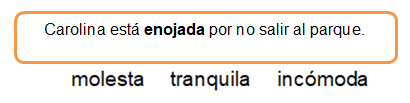 Carolina está enojada por no salir al parque.
molesta tranquila incómoda